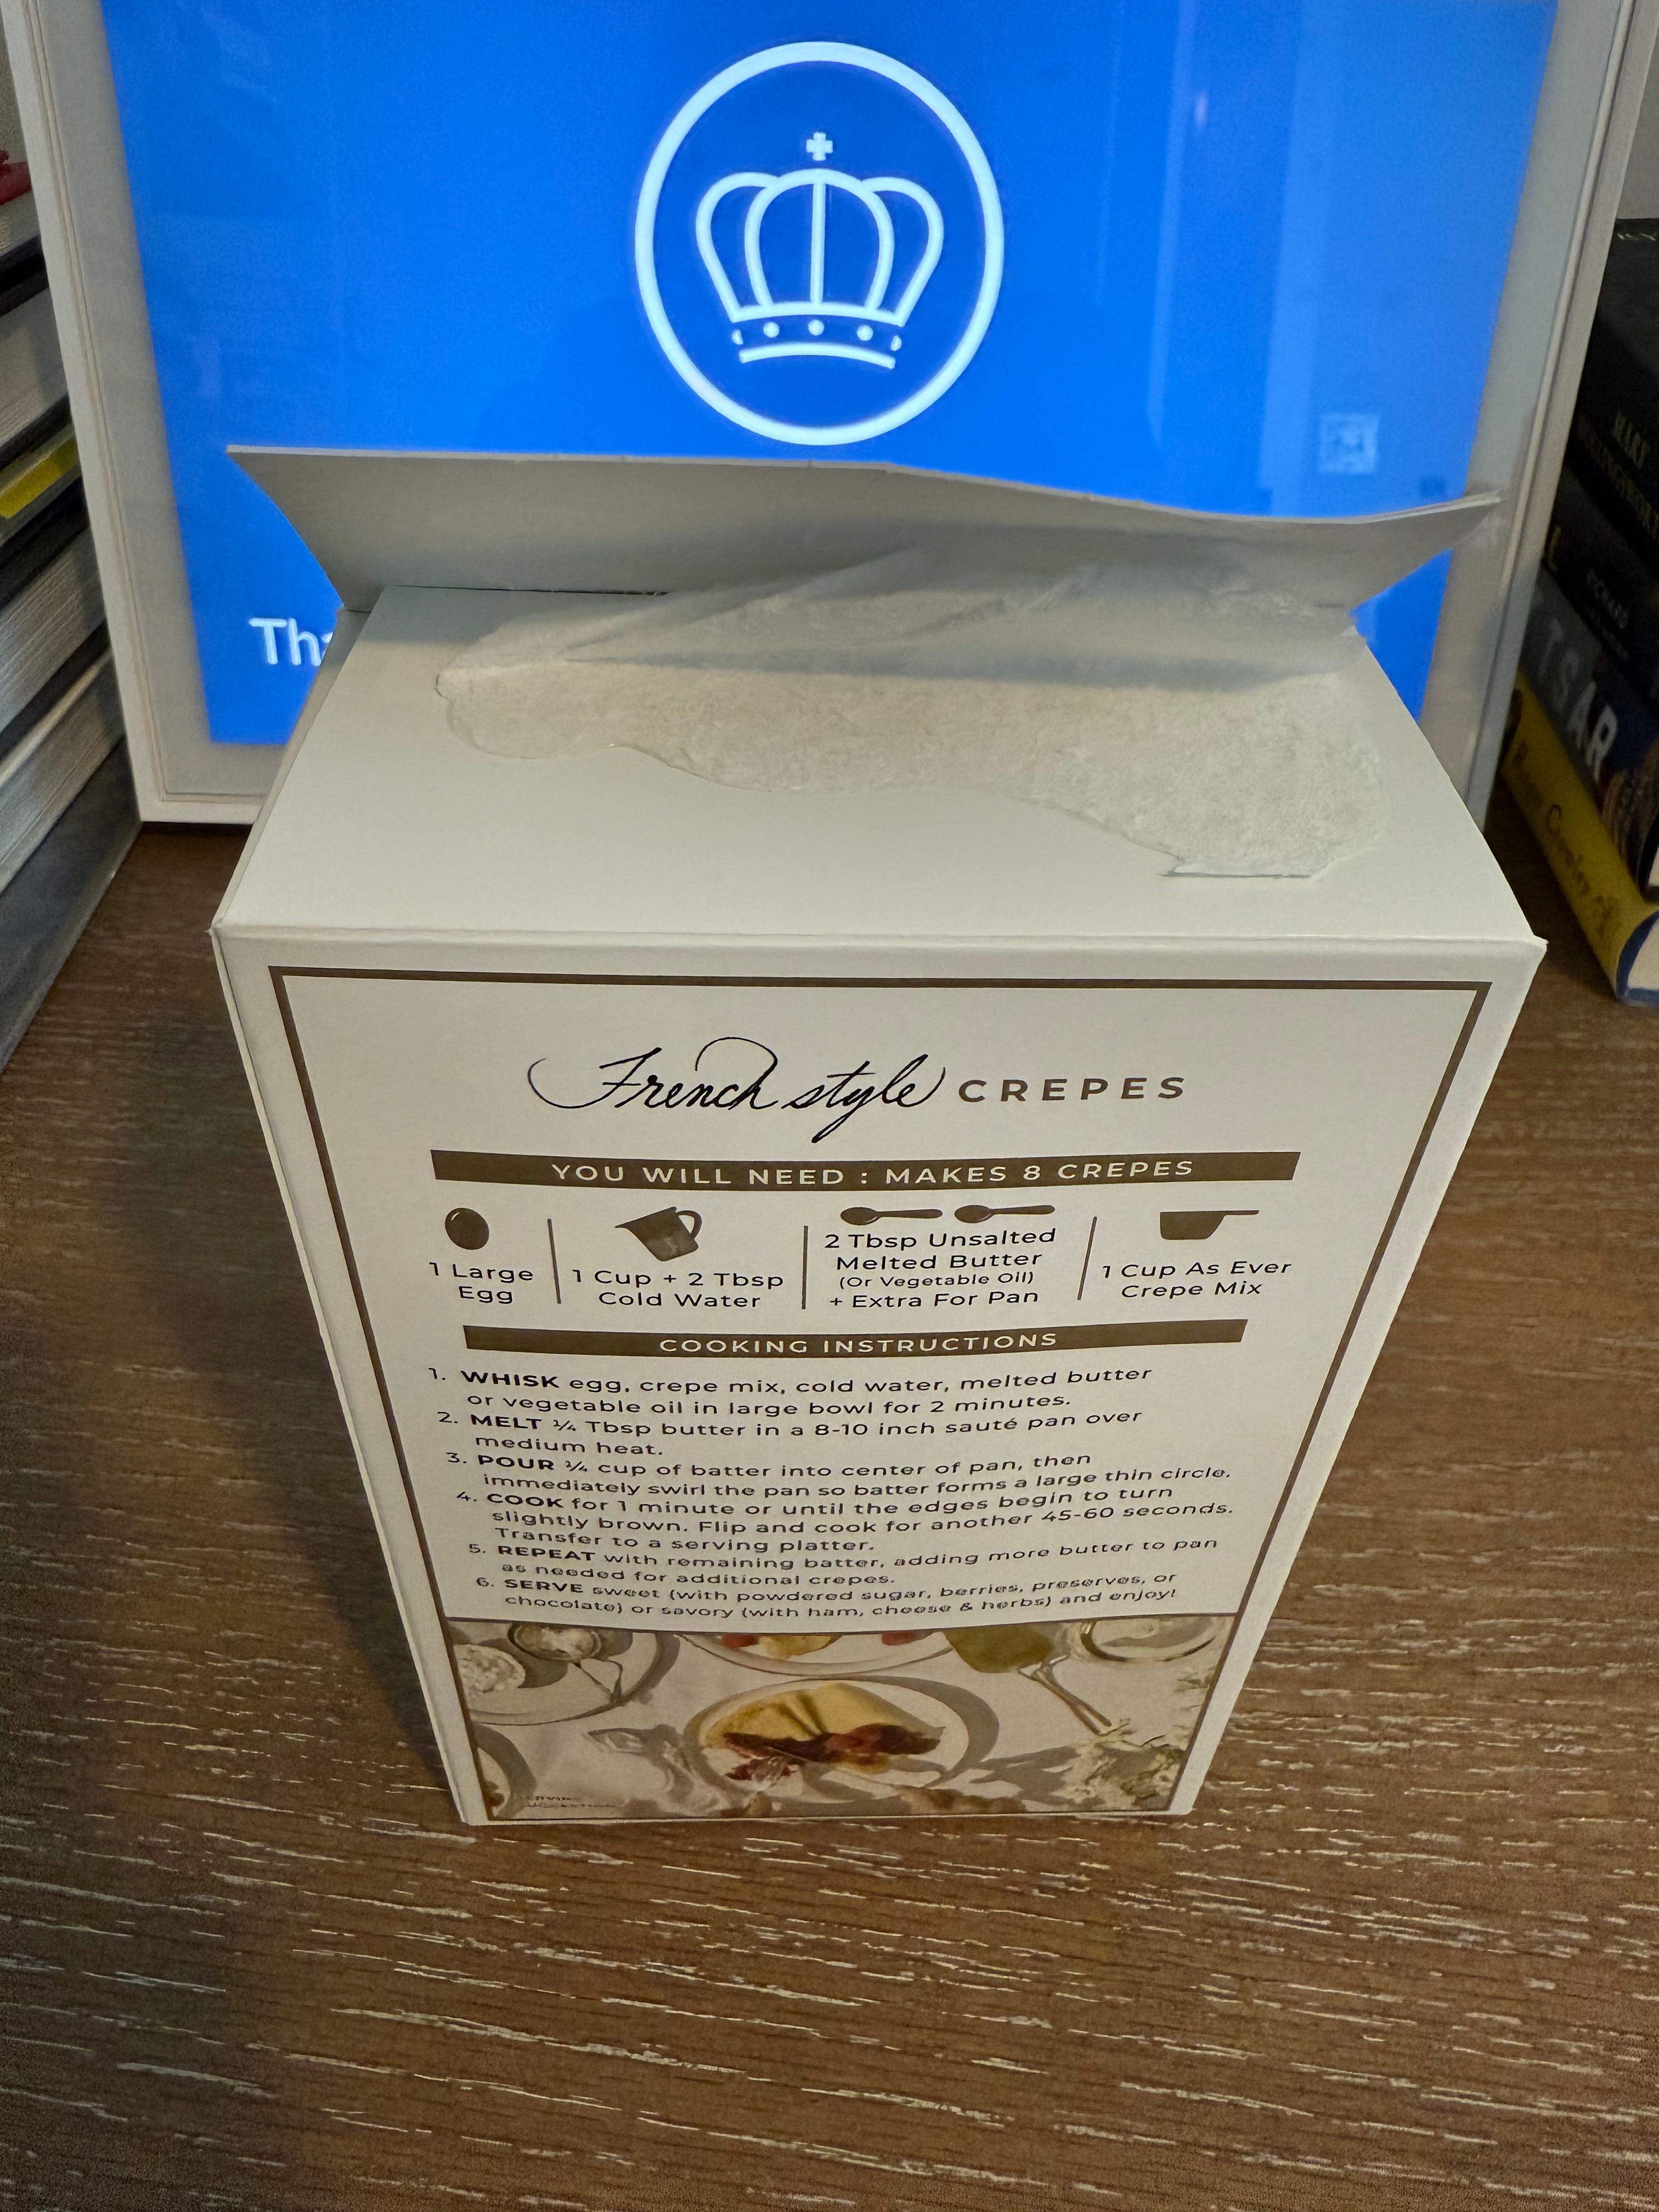 French style CREPES
YOU WILL NEED : MAKES 8 CREPES
1 Large
Egg
1 Cup + 2 Tbsp
Cold Water
2 Tbsp Unsalted
Melted Butter
(Or Vegetable Oil)
+ Extra For Pan
1 Cup As Ever
Crepe Mix
COOKING INSTRUCTIONS
1. WHISK egg, crepe mix, cold water, melted butter
or vegetable oil in large bowl for 2 minutes.
2. MELT ¼ Tbsp butter in a 8-10 inch sauté pan over
medium heat.
3. POUR ¼ cup of batter into center of pan, then
immediately swirl the pan so batter forms a large thin circle.
4. COOK for 1 minute or until the edges begin to turn
slightly brown. Flip and cook for another 45-60 seconds.
Transfer to a serving platter.
5. REPEAT with remaining batter, adding more butter to pan
as needed for additional crepes.
6. SERVE sweet (with powdered sugar, berries, preserves, or
chocolate) or savory (with ham, cheese & herbs) and enjoy!
TSAR